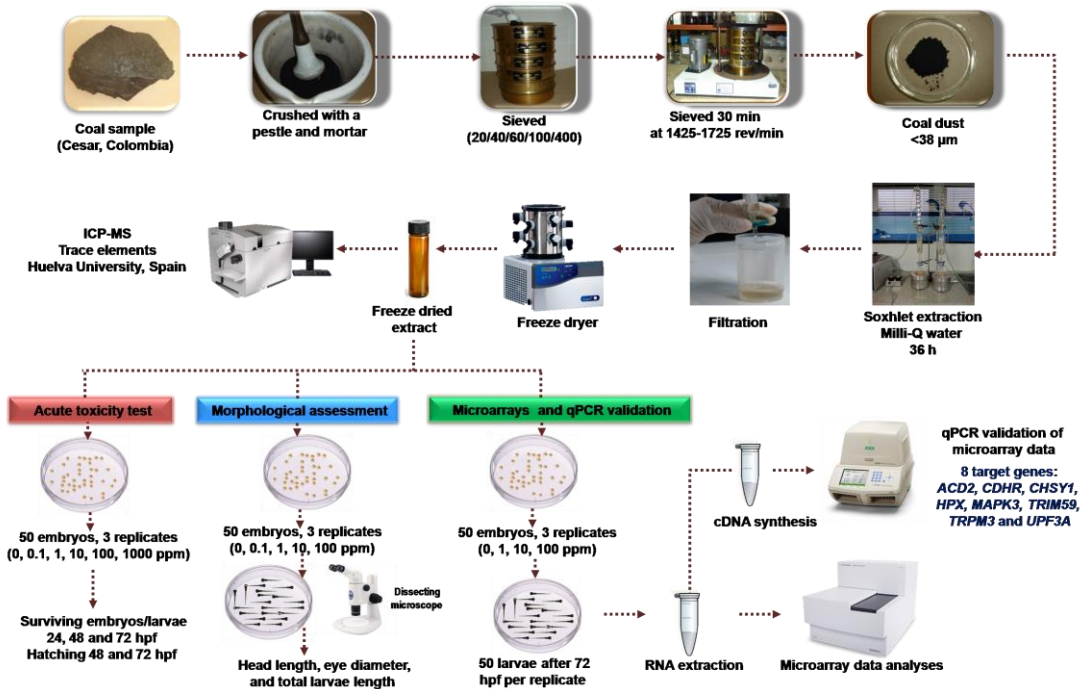 Coal sample
(Cesar, Colombia)
Crushed with a
pestle and mortar
Sieved
(20/40/60/100/400)
Sieved 30 min
at 1425-1725 rev/min
Coal dust
<38 µm
ICP-MS
Trace elements
Huelva University, Spain
Freeze dried
extract
Freeze dryer
Filtration
Soxhlet extraction
Milli-Q water
36 h
Acute toxicity test
Morphological assessment
Microarrays and qPCR validation
50 embryos, 3 replicates
(0, 0.1, 1, 10, 100, 1000 ppm)
Surviving embryos/larvae
24, 48 and 72 hpf
Hatching 48 and 72 hpf
50 embryos, 3 replicates
(0, 0.1, 1, 10, 100 ppm)
Dissecting
microscope
Head length, eye diameter,
and total larvae length
50 embryos, 3 replicates
(0, 1, 10, 100 ppm)
50 larvae after 72
hpf per replicate
cDNA synthesis
qPCR validation of
microarray data
8 target genes:
ACD2, CDHR, CHSY1,
HPX, MAPK3, TRIM59,
TRPM3 and UPF3A
RNA extraction
Microarray data analyses